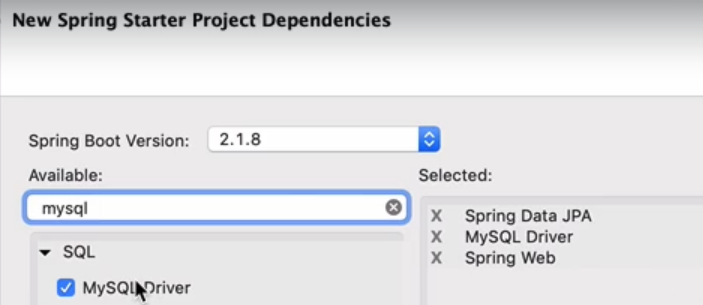 New Spring Starter Project Dependencies
Spring Boot Version: 2.1.8
Available:
mysql
SQL
MySQL Driver
Selected:
X Spring Data JPA
X MySQL Driver
X Spring Web